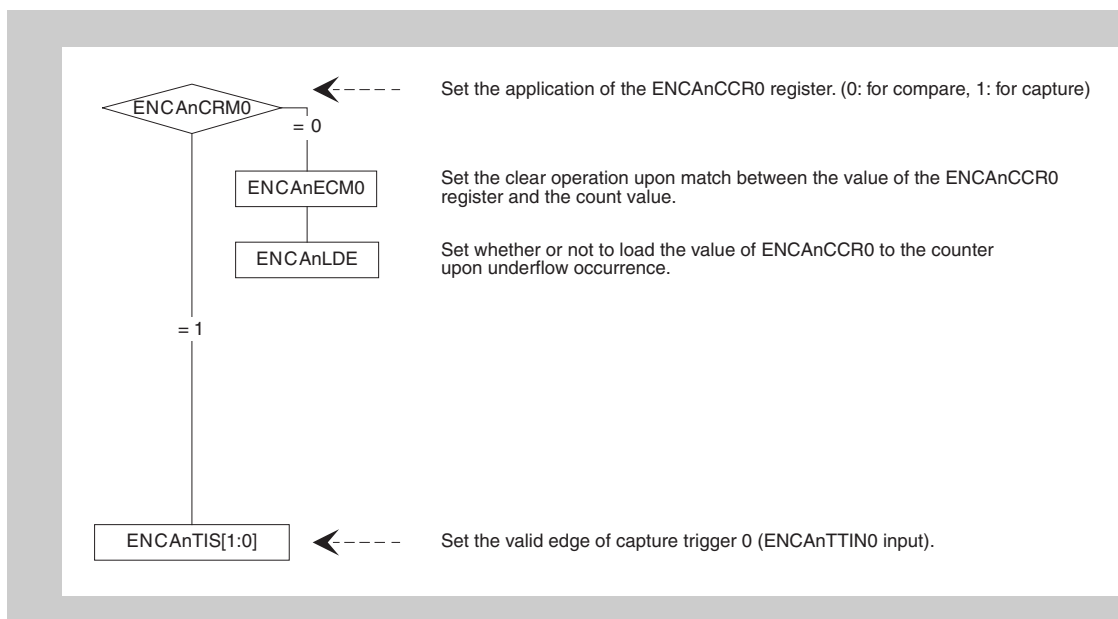 ENCAnCRM0
Set the application of the ENCAnCCR0 register. (0: for compare, 1: for capture)
= 0
ENCAnECM0
Set the clear operation upon match between the value of the ENCAnCCR0
register and the count value.
ENCAnLDE
Set whether or not to load the value of ENCAnCCR0 to the counter
upon underflow occurrence.
= 1
ENCAnTIS[1:0]
Set the valid edge of capture trigger 0 (ENCAnTTIN0 input).